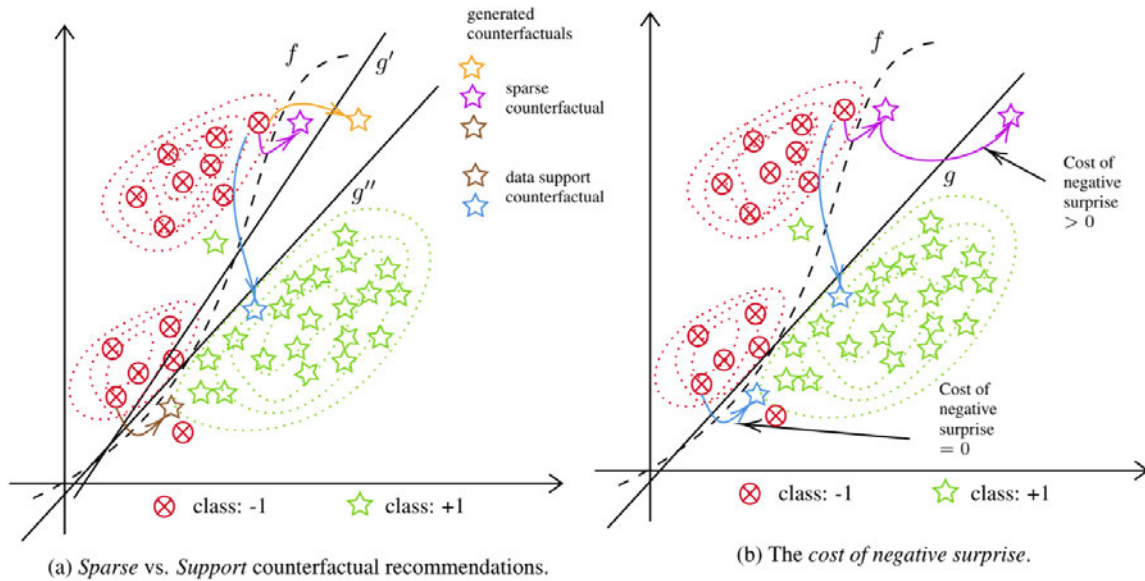 generated
counterfactuals
sparse
counterfactual
data support
counterfactual
f
g′
g″
class: -1
class: +1
(a) Sparse vs. Support counterfactual recommendations.
f
g
Cost of
negative
surprise
> 0
Cost of
negative
surprise
= 0
class: -1
class: +1
(b) The cost of negative surprise.